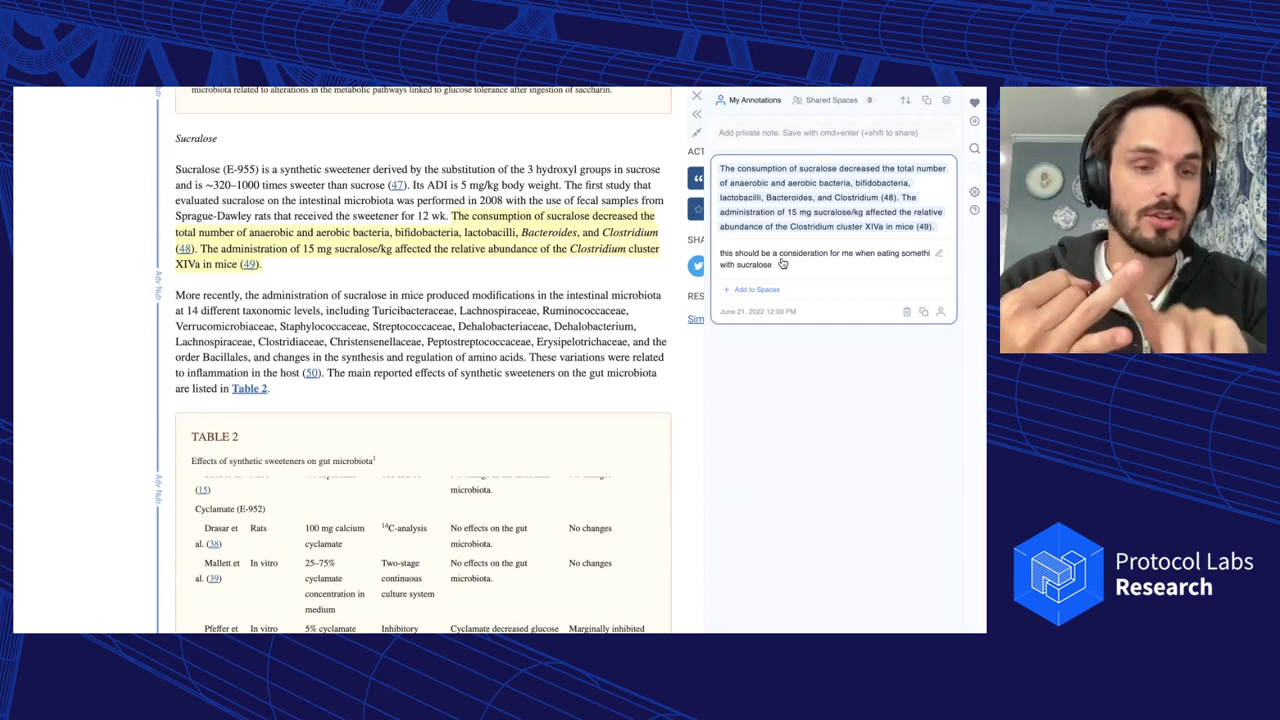 microbiota related to alterations in the metabolic pathways linked to glucose tolerance after ingestion of saccharin.
Sucralose
Sucralose (E-955) is a synthetic sweetener derived by the substitution of the 3 hydroxyl groups in sucrose
and is ~320–1000 times sweeter than sucrose (47). Its ADI is 5 mg/kg body weight. The first study that
evaluated sucralose on the intestinal microbiota was performed in 2008 with the use of fecal samples from
Sprague-Dawley rats that received the sweetener for 12 wk. The consumption of sucralose decreased the
total number of anaerobic and aerobic bacteria, bifidobacteria, lactobacilli, Bacteroides, and Clostridium
(48). The administration of 15 mg sucralose/kg affected the relative abundance of the Clostridium cluster
XIVa in mice (49).
More recently, the administration of sucralose in mice produced modifications in the intestinal microbiota
at 14 different taxonomic levels, including Turicibacteraceae, Lachnospiraceae, Ruminococcaceae,
Verrucomicrobiaceae, Staphylococcaceae, Streptococcaceae, Dehalobacteriaceae, Dehalobacterium,
Lachnospiraceae, Clostridiaceae, Christensenellaceae, Peptostreptococcaceae, Erysipelotrichaceae, and the
order Bacillales, and changes in the synthesis and regulation of amino acids. These variations were related
to inflammation in the host (50). The main reported effects of synthetic sweeteners on the gut microbiota
are listed in Table 2.
TABLE 2
Effects of synthetic sweeteners on gut microbiota1
(15) microbiota.
Cyclamate (E-952)
Drasar et Rats 100 mg calcium 14C-analysis No effects on the gut No changes
al. (38) cyclamate microbiota.
Mallett et In vitro 25–75% Two-stage No effects on the gut No changes
al. (39) cyclamate continuous microbiota.
concentration in culture system
medium
Pfeffer et In vitro 5% cyclamate Inhibitory Cyclamate decreased glucose Marginally inhibited
Adv Nutr
Adv Nutr
ACT
SHA
RES
Sim
My Annotations Shared Spaces 0
Add private note. Save with cmd+enter (+shift to share)
The consumption of sucralose decreased the total number
of anaerobic and aerobic bacteria, bifidobacteria,
lactobacilli, Bacteroides, and Clostridium (48). The
administration of 15 mg sucralose/kg affected the relative
abundance of the Clostridium cluster XIVa in mice (49).
this should be a consideration for me when eating somethi
with sucralose
+ Add to Spaces
June 21, 2022 12:09 PM
Protocol Labs
Research